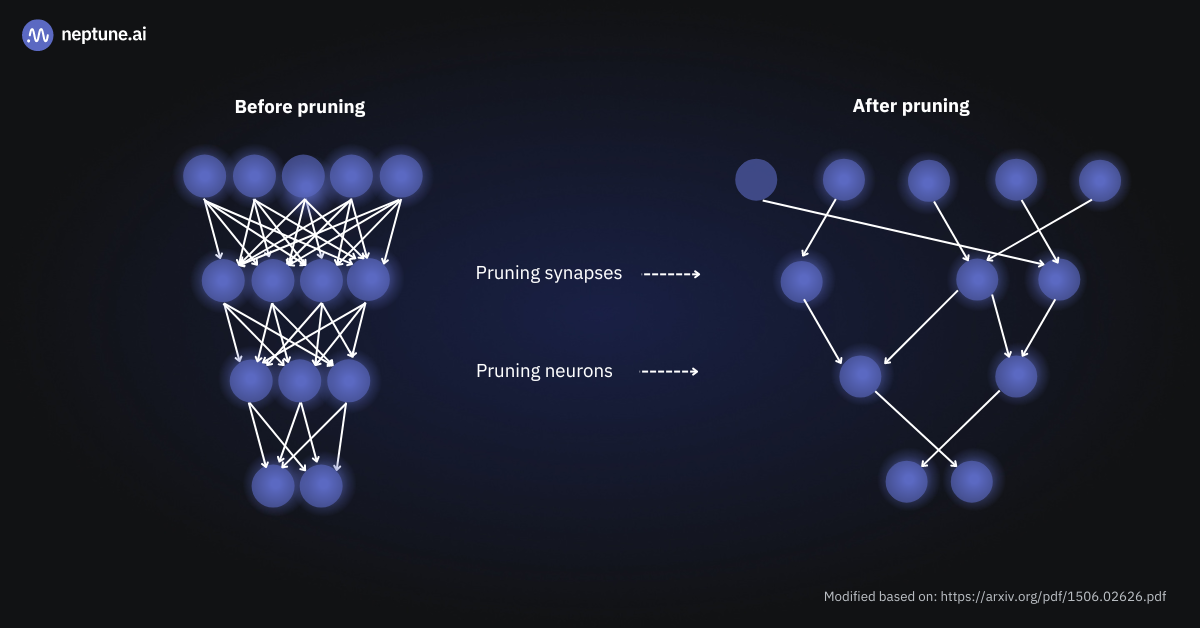 neptune.ai
Before pruning
After pruning
Pruning synapses
Pruning neurons
Modified based on: https://arxiv.org/pdf/1506.02626.pdf